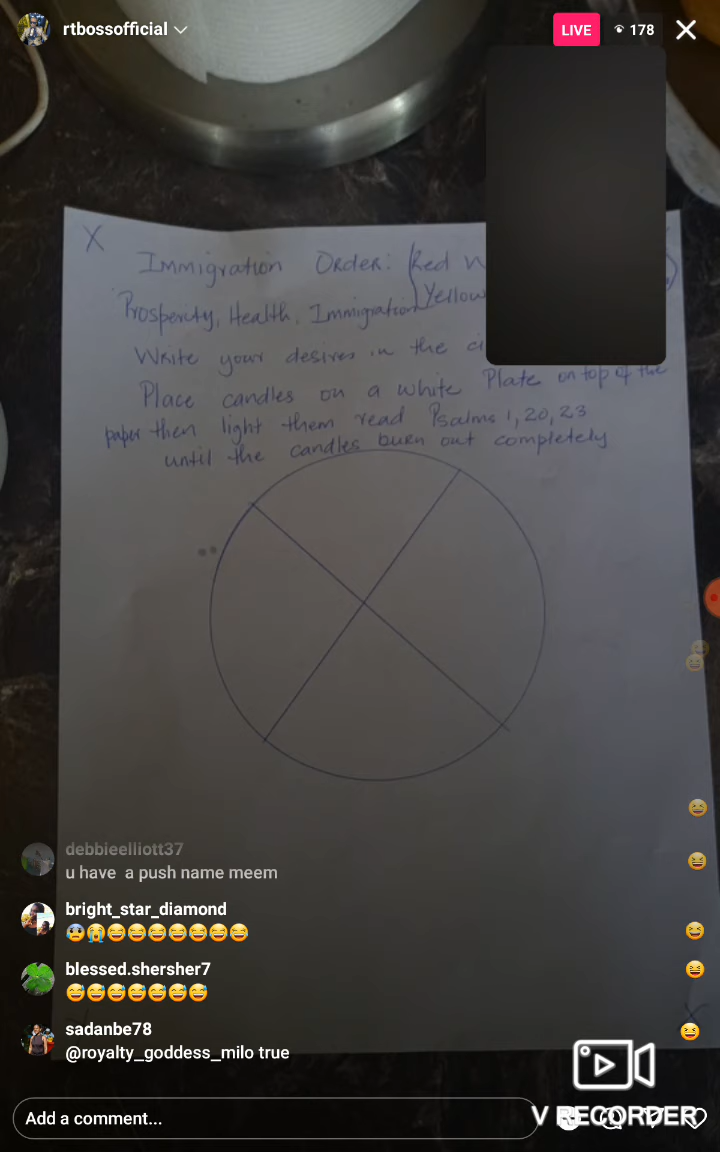 rtbossofficial
LIVE
178
X
Immigration Order: (Red
Prosperity, Health, Immigration Yellow
Write your desires in the
Place candles on a white Plate on top of the
paper then light them read Psalms 1, 20, 23
until the candles burn out completely
debbieelliott37
u have a push name meem
bright_star_diamond
😰😭😂😂😂😂😂😂😂
blessed.shersher7
😅😅😅😅😅😅😅
sadanbe78
@royalty_goddess_milo true
Add a comment...
V RECORDER